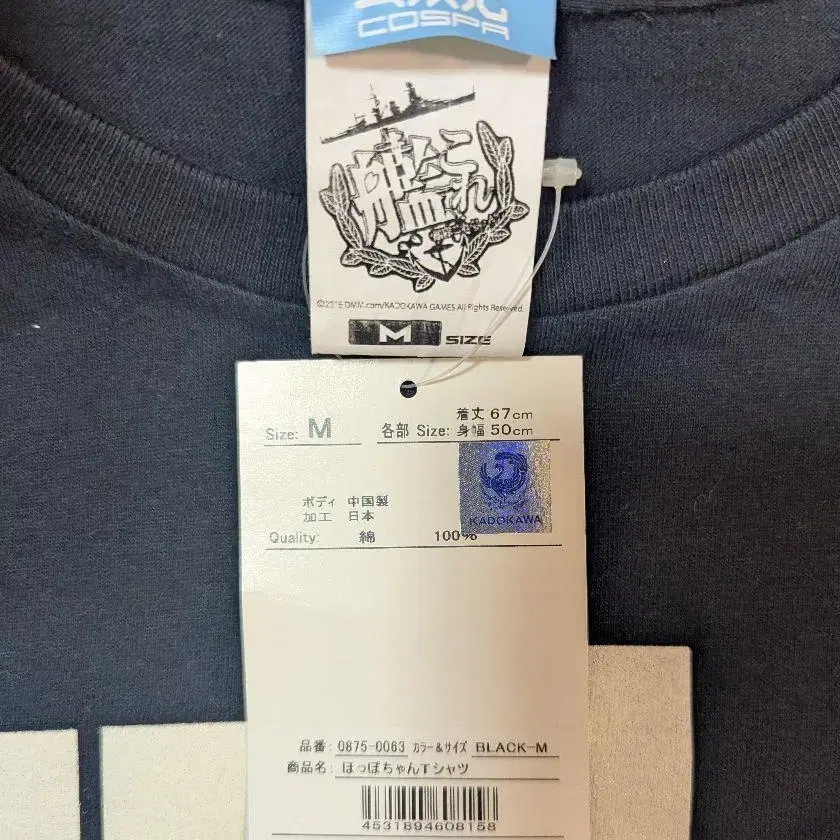 COSPA
艦これ
©2016 DMM.com/KADOKAWA GAMES All Rights Reserved.
M SIZE
着丈 67cm
Size: M 各部 Size: 身幅 50cm
KADOKAWA
ボディ 中国製
加工 日本
Quality: 綿 100%
品番: 0875-0063 カラー&サイズ BLACK-M
商品名: ほっぽちゃんTシャツ
4531894608158